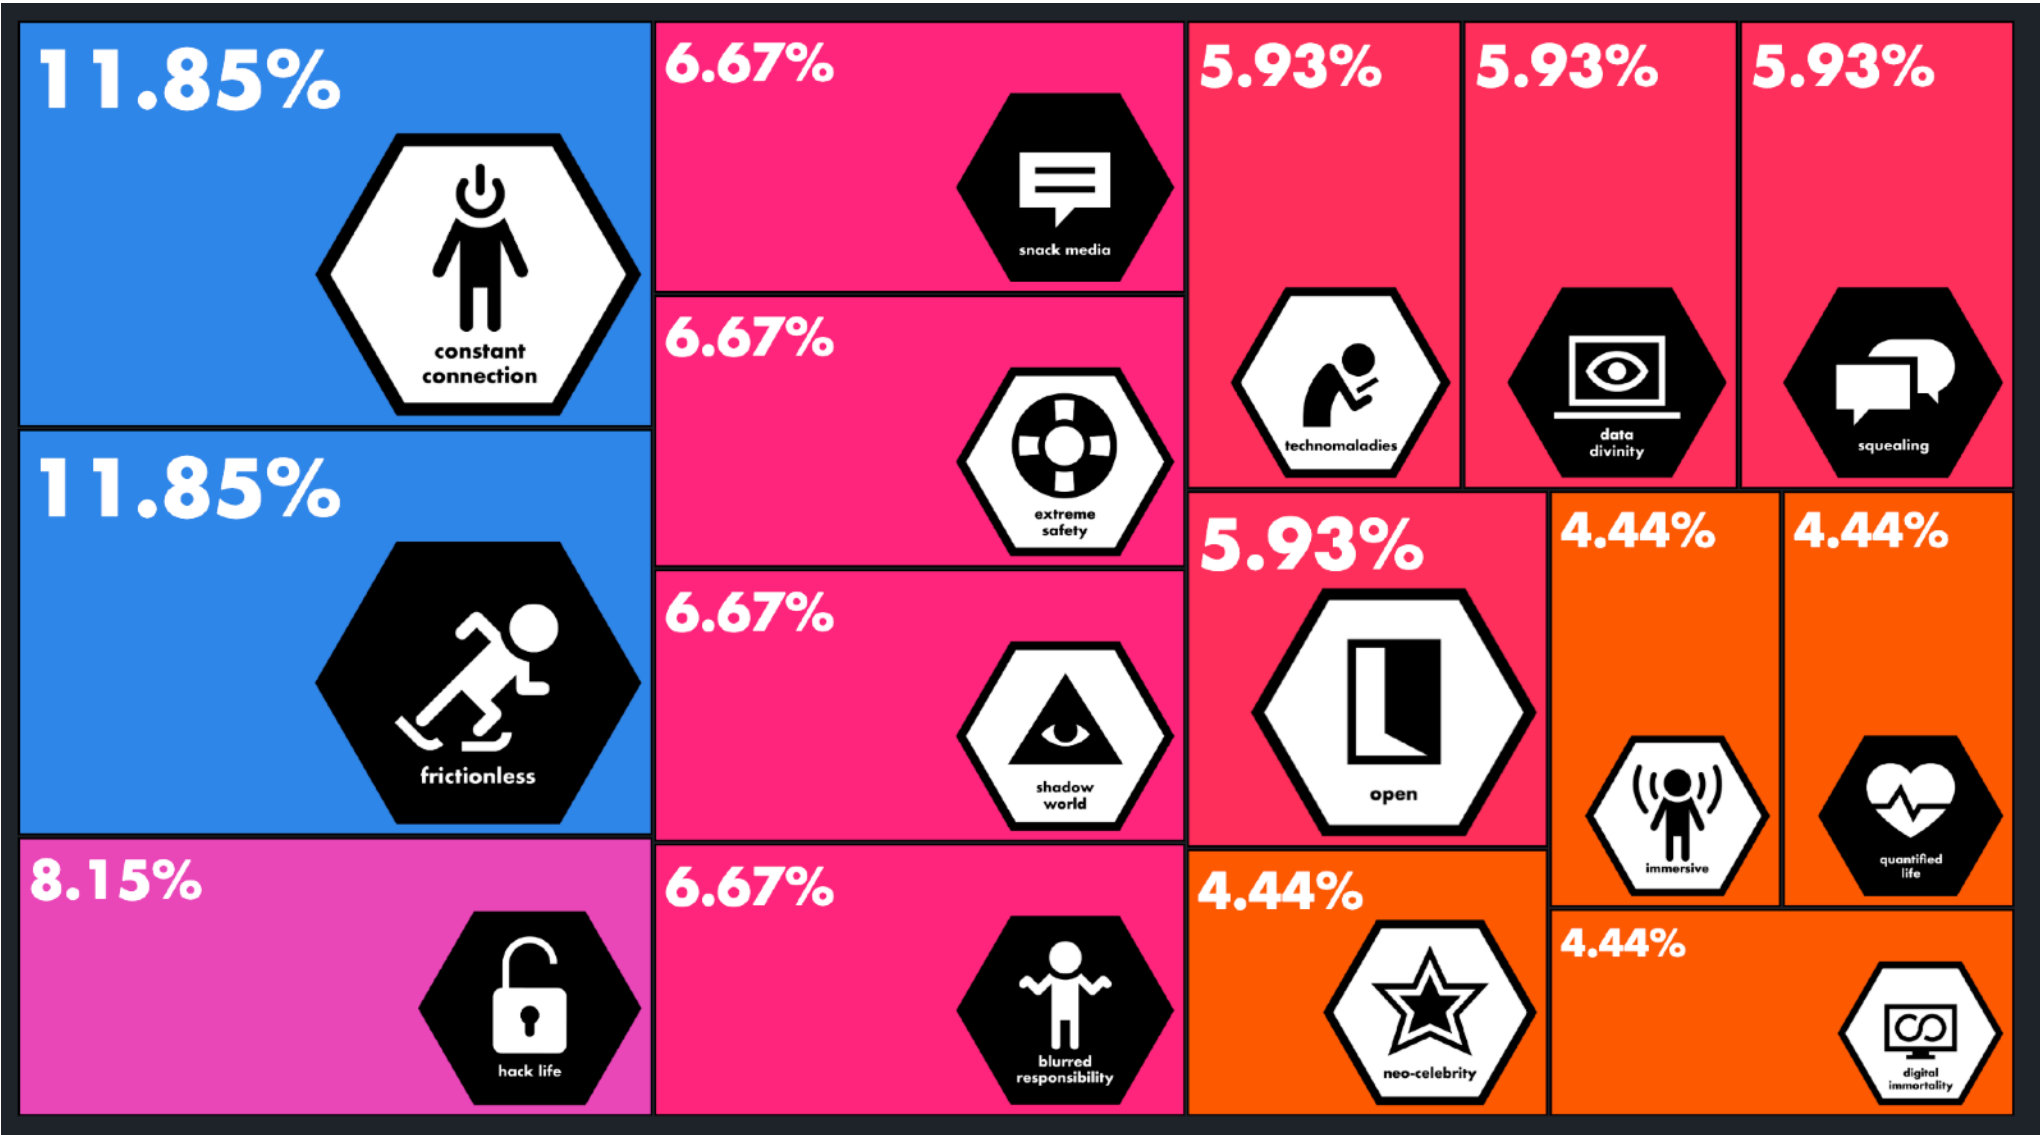 11.85%
constant
connection
11.85%
frictionless
8.15%
hack life
6.67%
snack media
6.67%
extreme
safety
6.67%
shadow
world
6.67%
blurred
responsibility
5.93%
technomaladies
5.93%
data
divinity
5.93%
squealing
5.93%
open
4.44%
immersive
4.44%
quantified
life
4.44%
neo-celebrity
4.44%
digital
immortality